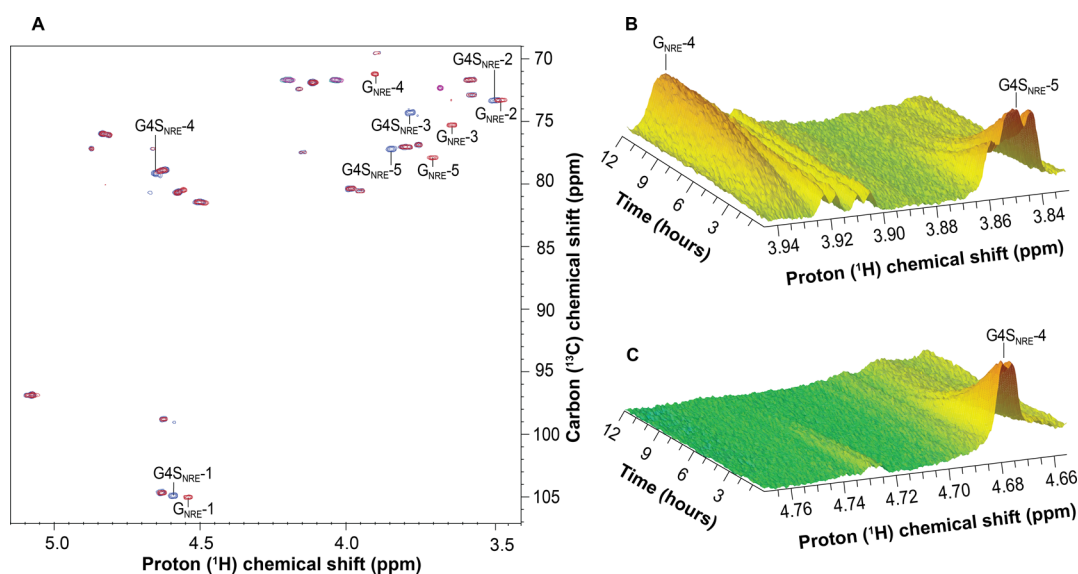 A
G4S_NRE-2
G_NRE-4
G_NRE-2
G4S_NRE-4
G4S_NRE-3
G_NRE-3
G4S_NRE-5
G_NRE-5
G4S_NRE-1
G_NRE-1
70
75
80
85
90
95
100
105
Carbon (¹³C) chemical shift (ppm)
5.0 4.5 4.0 3.5
Proton (¹H) chemical shift (ppm)
B
G_NRE-4
G4S_NRE-5
12 9 6 3
Time (hours)
3.94 3.92 3.90 3.88 3.86 3.84
Proton (¹H) chemical shift (ppm)
C
G4S_NRE-4
12 9 6 3
Time (hours)
4.76 4.74 4.72 4.70 4.68 4.66
Proton (¹H) chemical shift (ppm)